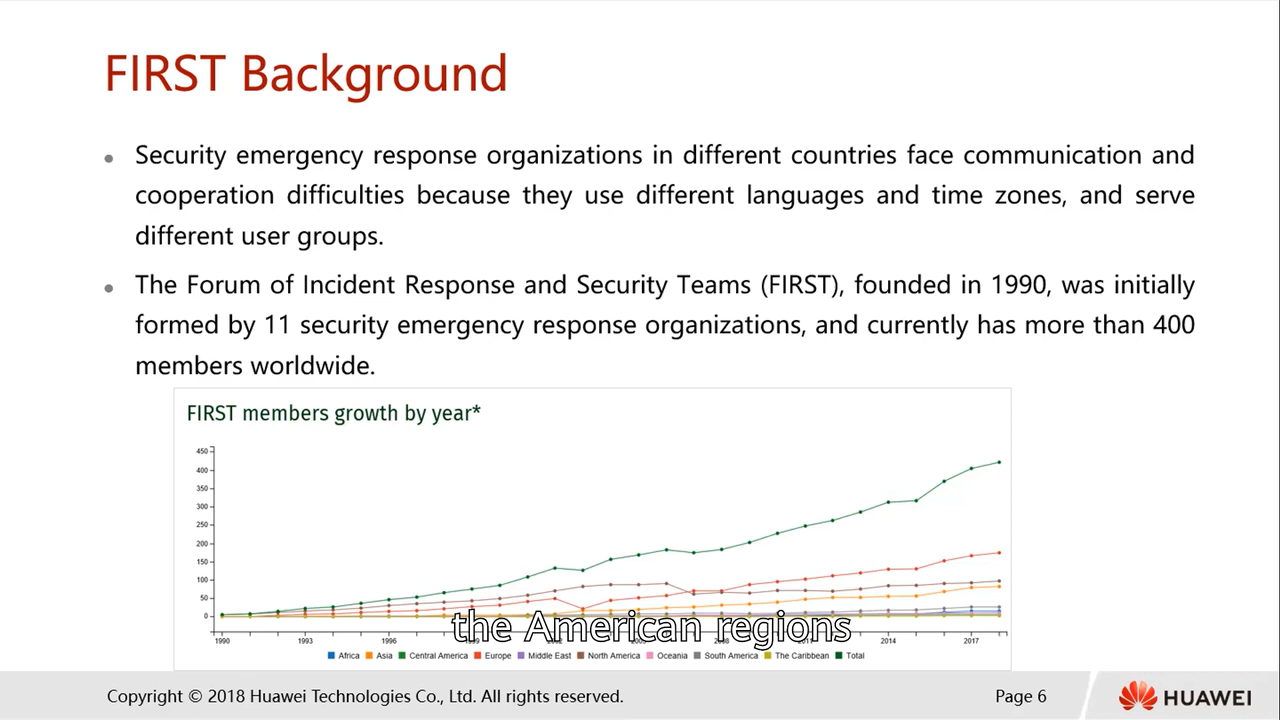 FIRST Background
Security emergency response organizations in different countries face communication and
cooperation difficulties because they use different languages and time zones, and serve
different user groups.
The Forum of Incident Response and Security Teams (FIRST), founded in 1990, was initially
formed by 11 security emergency response organizations, and currently has more than 400
members worldwide.
FIRST members growth by year*
450
400
350
300
250
200
150
100
50
0
1990 1993 1996 2014 2017
the American regions
Africa Asia Central America Europe Middle East North America Oceania South America The Caribbean Total
Copyright © 2018 Huawei Technologies Co., Ltd. All rights reserved. Page 6 HUAWEI